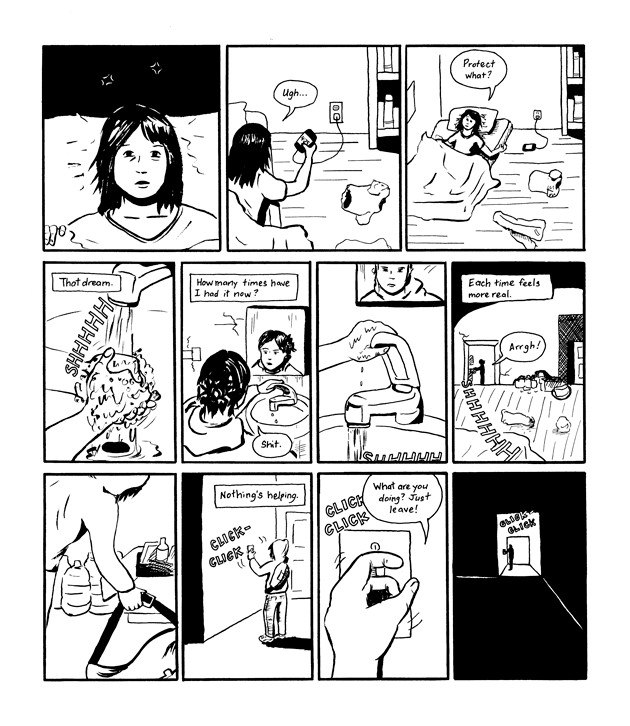 Ugh...
Protect
what?
That dream.
SHHHHH
How many times have
I had it now?
Shit.
SHHHHH
Each time feels
more real.
Arrgh!
SHHHHHHH
Nothing's helping.
CLICK-
CLICK
What are you
doing? Just
leave!
CLICK
CLICK
CLICK-
CLICK